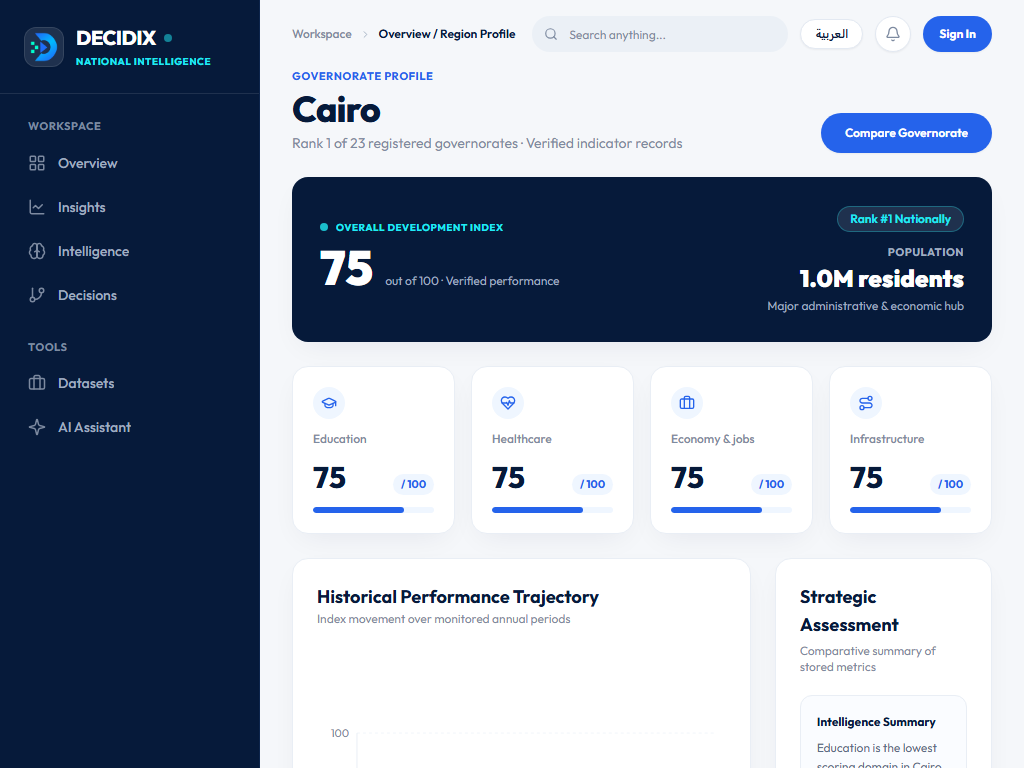 DECIDIX
NATIONAL INTELLIGENCE
WORKSPACE
Overview
Insights
Intelligence
Decisions
TOOLS
Datasets
AI Assistant
Workspace > Overview / Region Profile
Search anything...
العربية
Sign In
GOVERNORATE PROFILE
Cairo
Rank 1 of 23 registered governorates · Verified indicator records
Compare Governorate
OVERALL DEVELOPMENT INDEX
75 out of 100 · Verified performance
Rank #1 Nationally
POPULATION
1.0M residents
Major administrative & economic hub
Education
75 / 100
Healthcare
75 / 100
Economy & jobs
75 / 100
Infrastructure
75 / 100
Historical Performance Trajectory
Index movement over monitored annual periods
100
Strategic
Assessment
Comparative summary of
stored metrics
Intelligence Summary
Education is the lowest
scoring domain in Cairo